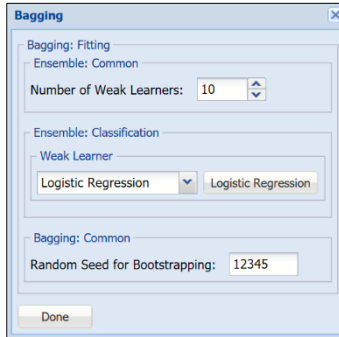 Bagging
Bagging: Fitting
Ensemble: Common
Number of Weak Learners: 10
Ensemble: Classification
Weak Learner
Logistic Regression Logistic Regression
Bagging: Common
Random Seed for Bootstrapping: 12345
Done